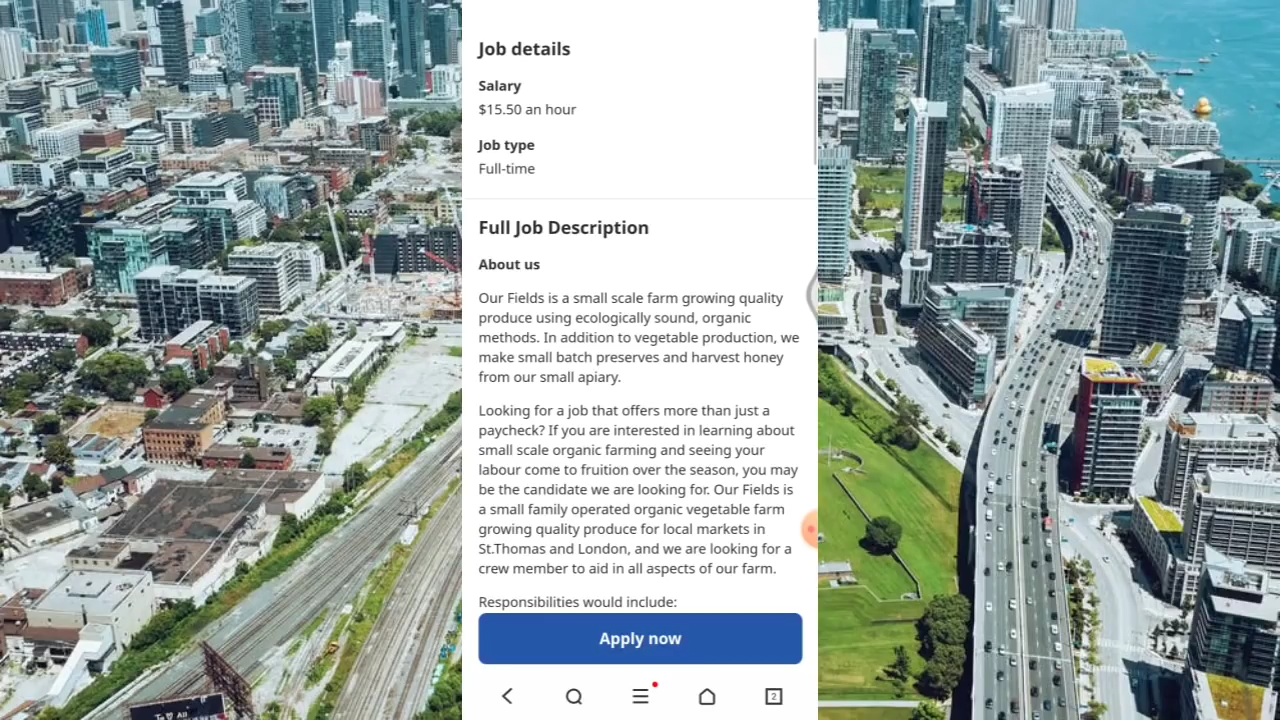 Job details
Salary
$15.50 an hour
Job type
Full-time
Full Job Description
About us
Our Fields is a small scale farm growing quality
produce using ecologically sound, organic
methods. In addition to vegetable production, we
make small batch preserves and harvest honey
from our small apiary.
Looking for a job that offers more than just a
paycheck? If you are interested in learning about
small scale organic farming and seeing your
labour come to fruition over the season, you may
be the candidate we are looking for. Our Fields is
a small family operated organic vegetable farm
growing quality produce for local markets in
St.Thomas and London, and we are looking for a
crew member to aid in all aspects of our farm.
Responsibilities would include:
Apply now
2